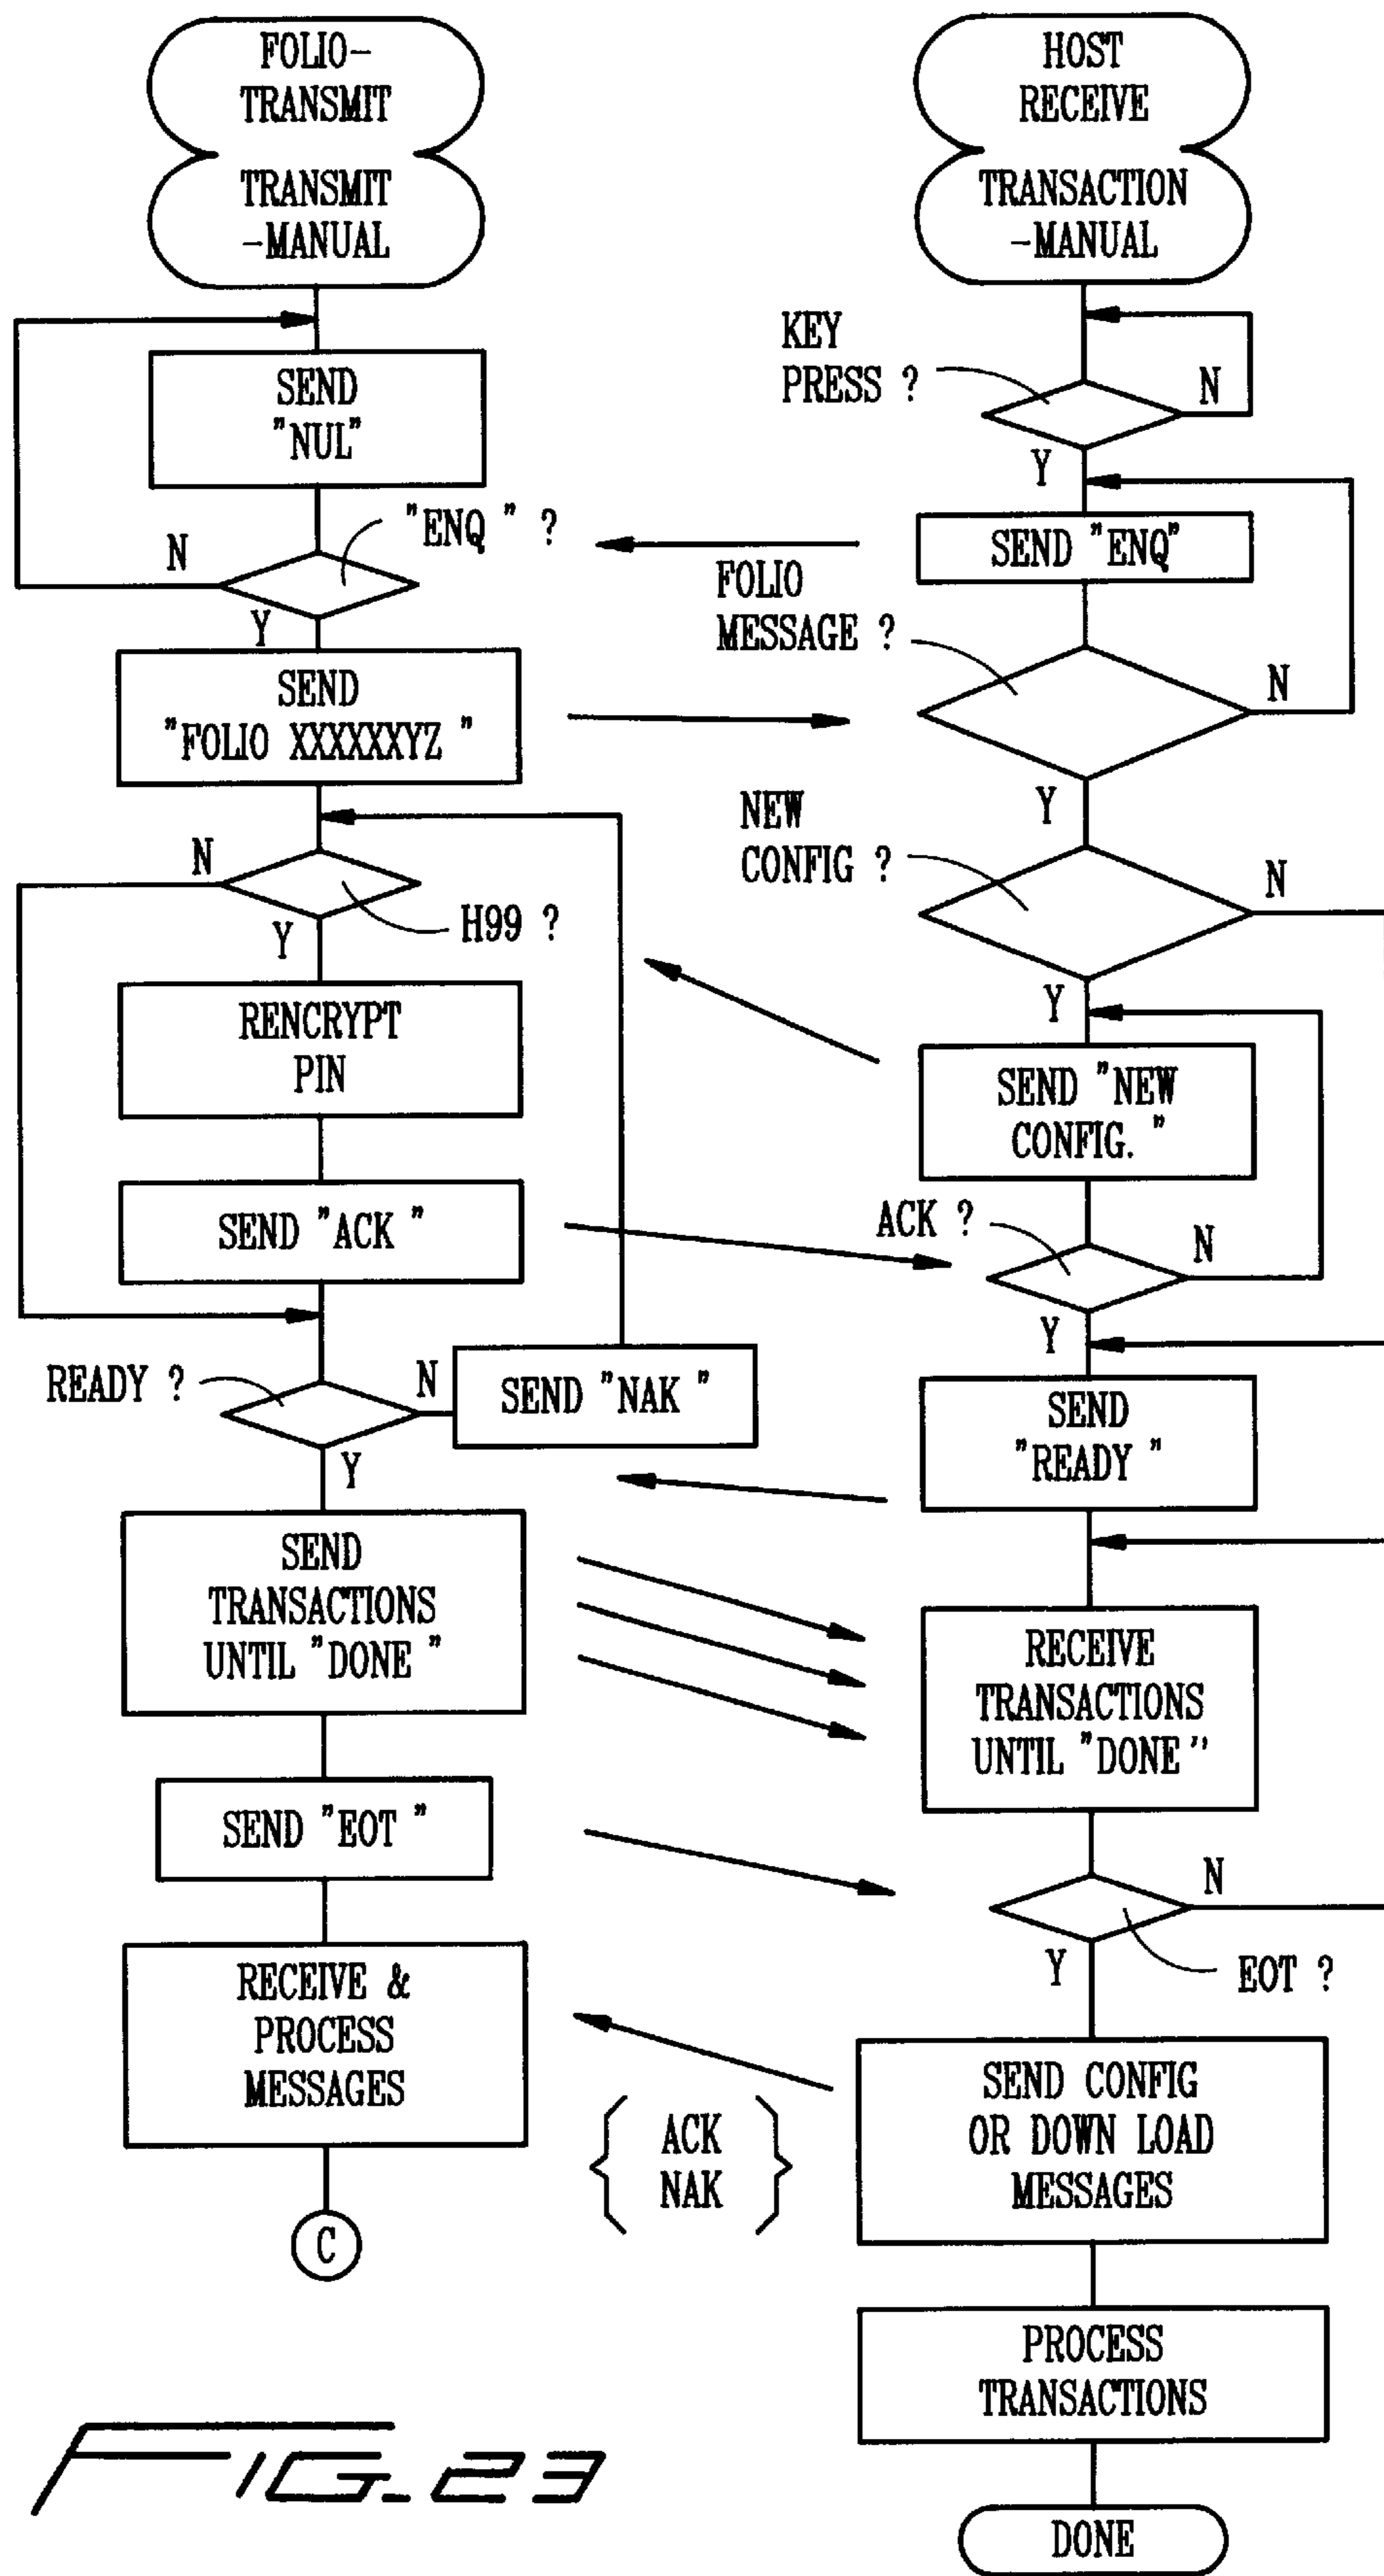 FOLIO-
TRANSMIT
TRANSMIT
-MANUAL
SEND
"NUL"
"ENQ" ?
N
Y
SEND
"FOLIO XXXXXXYZ"
N
H99 ?
Y
RENCRYPT
PIN
SEND "ACK"
READY ?
N
SEND "NAK"
Y
SEND
TRANSACTIONS
UNTIL "DONE"
SEND "EOT"
RECEIVE &
PROCESS
MESSAGES
C
ACK
NAK
HOST
RECEIVE
TRANSACTION
-MANUAL
KEY
PRESS ?
N
Y
SEND "ENQ"
FOLIO
MESSAGE ?
N
Y
NEW
CONFIG ?
N
Y
SEND "NEW
CONFIG."
ACK ?
N
Y
SEND
"READY"
RECEIVE
TRANSACTIONS
UNTIL "DONE"
N
Y
EOT ?
SEND CONFIG
OR DOWN LOAD
MESSAGES
PROCESS
TRANSACTIONS
DONE
FIG. 23